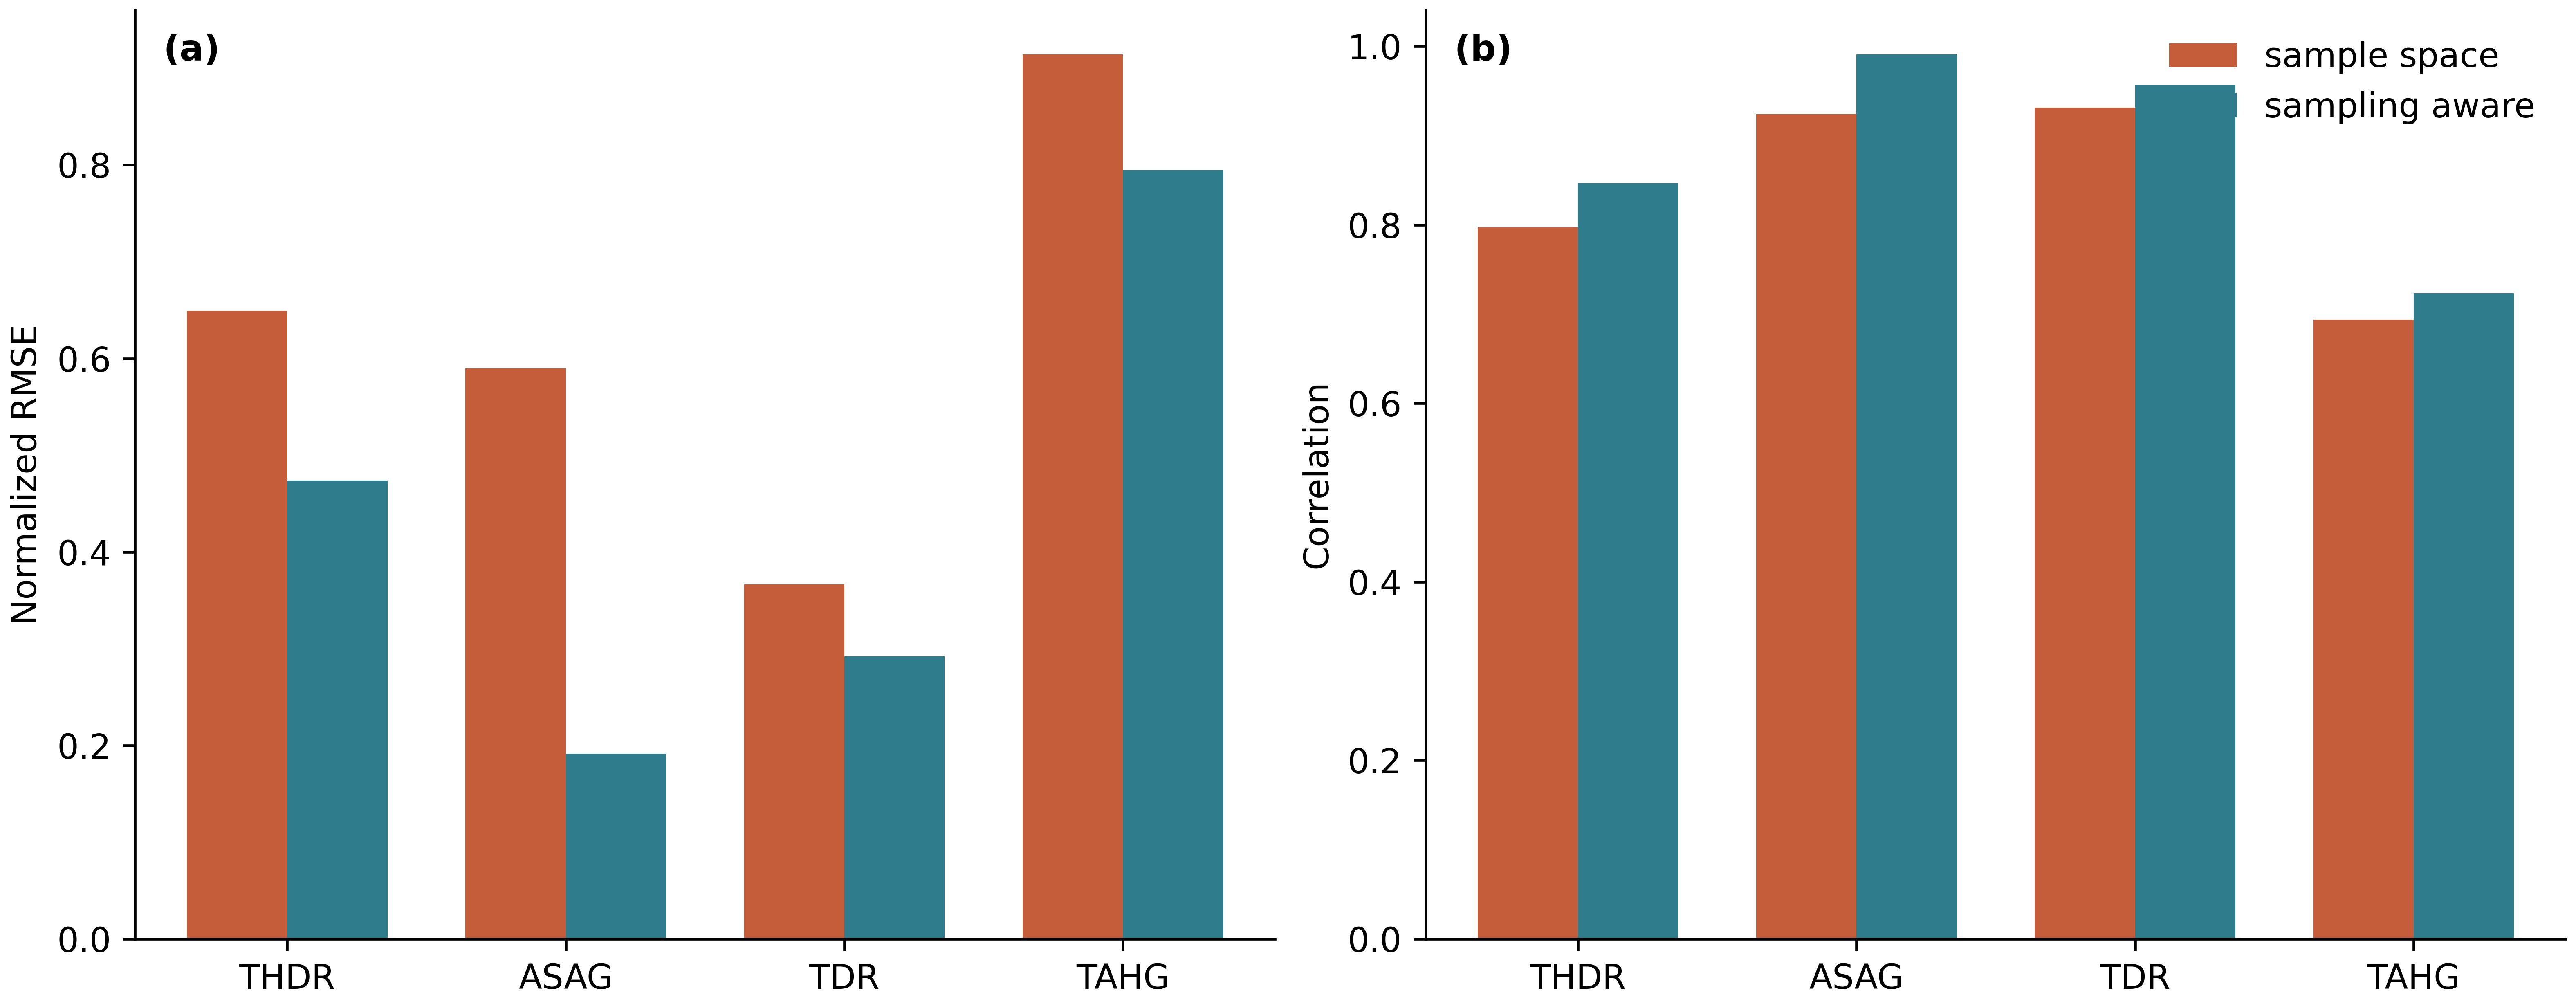 (a)
Normalized RMSE
0.8
0.6
0.4
0.2
0.0
THDR ASAG TDR TAHG
(b)
sample space
sampling aware
Correlation
1.0
0.8
0.6
0.4
0.2
0.0
THDR ASAG TDR TAHG